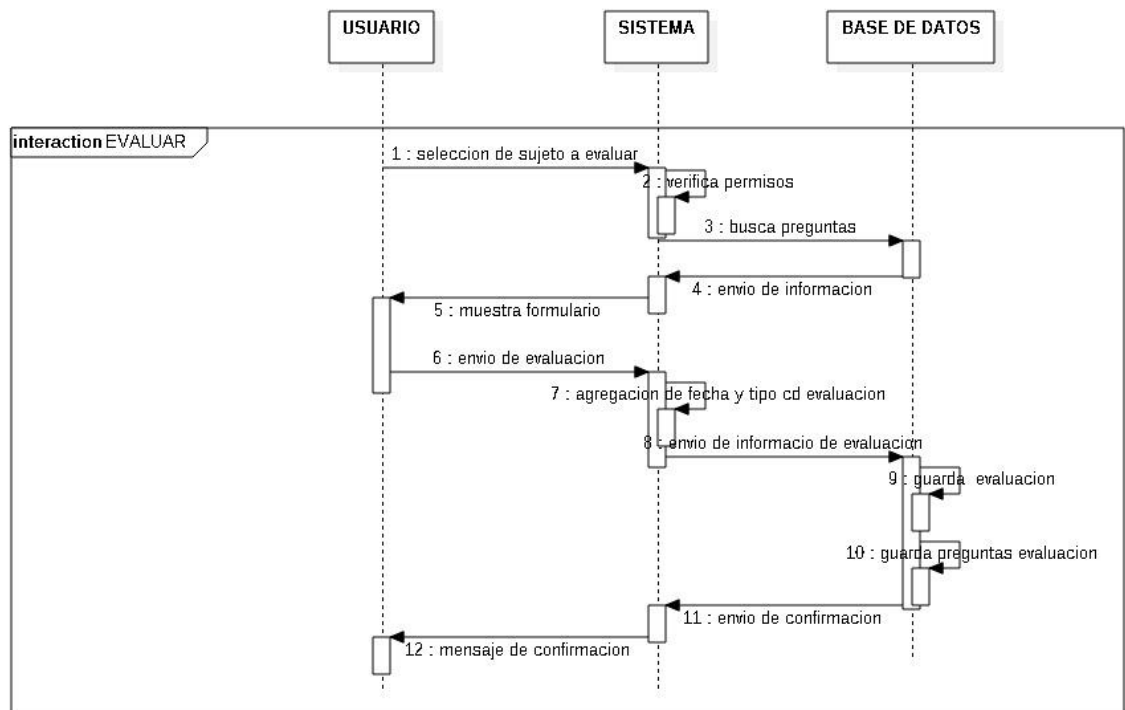 USUARIO
SISTEMA
BASE DE DATOS
interaction EVALUAR
1 : seleccion de sujeto a evaluar
2 : verifica permisos
3 : busca preguntas
4 : envio de informacion
5 : muestra formulario
6 : envio de evaluacion
7 : agregacion de fecha y tipo cd evaluacion
8 : envio de informacio de evaluacion
9 : guarda evaluacion
10 : guarda preguntas evaluacion
11 : envio de confirmacion
12 : mensaje de confirmacion